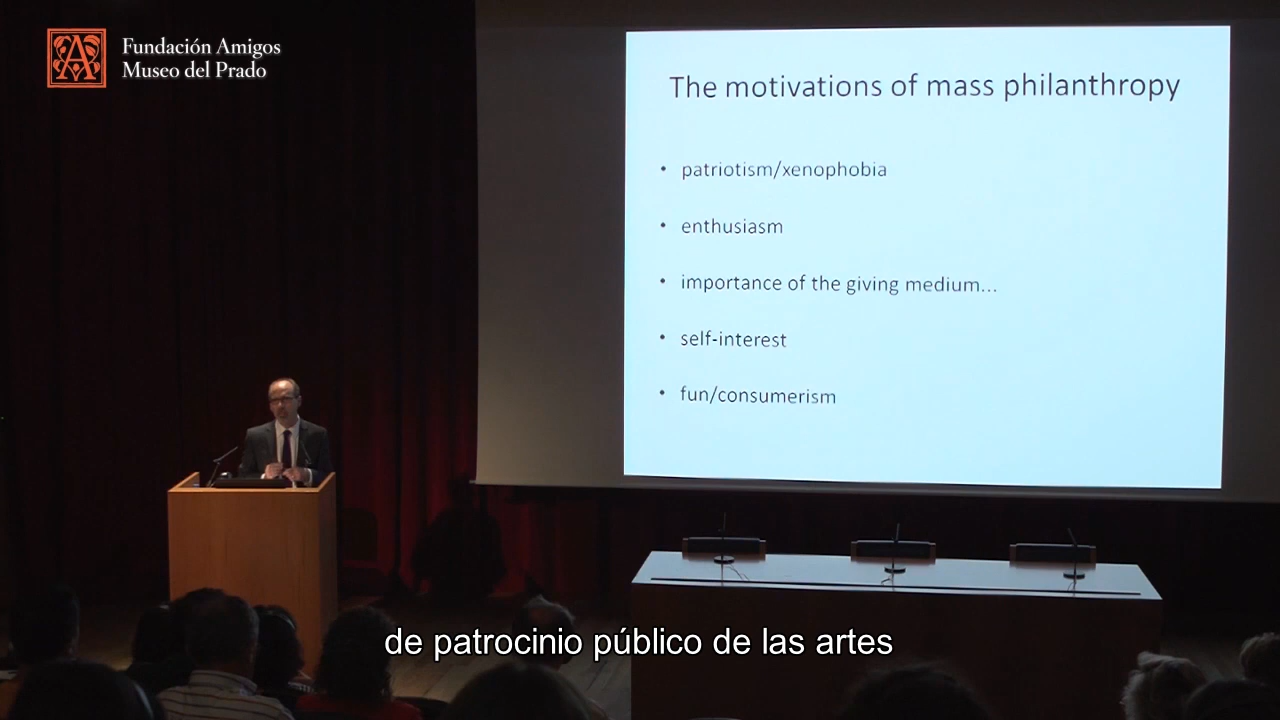 Fundación Amigos
Museo del Prado
The motivations of mass philanthropy
• patriotism/xenophobia
• enthusiasm
• importance of the giving medium...
• self-interest
• fun/consumerism
de patrocinio público de las artes